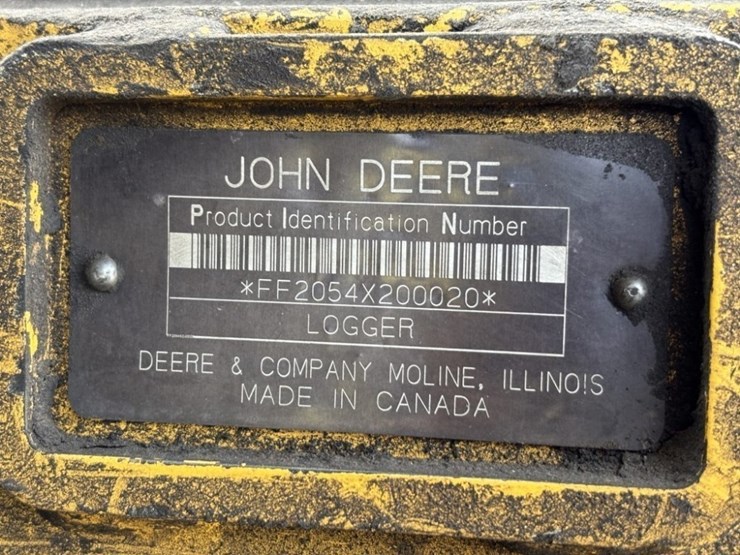 JOHN DEERE
Product Identification Number
*FF2054X200020*
LOGGER
DEERE & COMPANY MOLINE, ILLINOIS
MADE IN CANADA